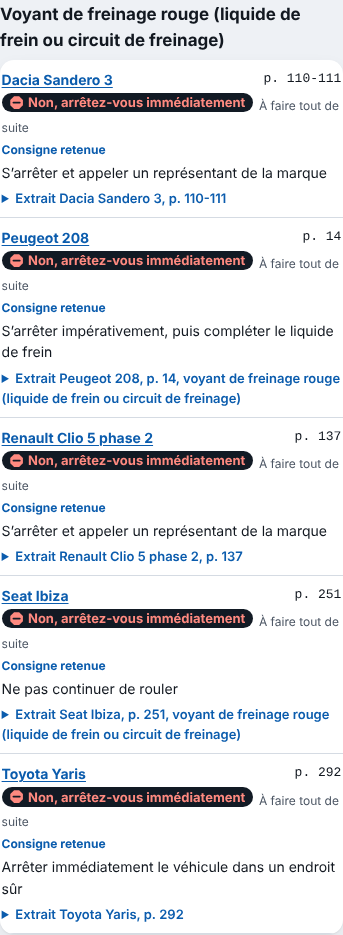 Voyant de freinage rouge (liquide de
frein ou circuit de freinage)
Dacia Sandero 3 p. 110-111
Non, arrêtez-vous immédiatement À faire tout de
suite
Consigne retenue
S’arrêter et appeler un représentant de la marque
Extrait Dacia Sandero 3, p. 110-111
Peugeot 208 p. 14
Non, arrêtez-vous immédiatement À faire tout de
suite
Consigne retenue
S’arrêter impérativement, puis compléter le liquide
de frein
Extrait Peugeot 208, p. 14, voyant de freinage rouge
(liquide de frein ou circuit de freinage)
Renault Clio 5 phase 2 p. 137
Non, arrêtez-vous immédiatement À faire tout de
suite
Consigne retenue
S’arrêter et appeler un représentant de la marque
Extrait Renault Clio 5 phase 2, p. 137
Seat Ibiza p. 251
Non, arrêtez-vous immédiatement À faire tout de
suite
Consigne retenue
Ne pas continuer de rouler
Extrait Seat Ibiza, p. 251, voyant de freinage rouge
(liquide de frein ou circuit de freinage)
Toyota Yaris p. 292
Non, arrêtez-vous immédiatement À faire tout de
suite
Consigne retenue
Arrêter immédiatement le véhicule dans un endroit
sûr
Extrait Toyota Yaris, p. 292